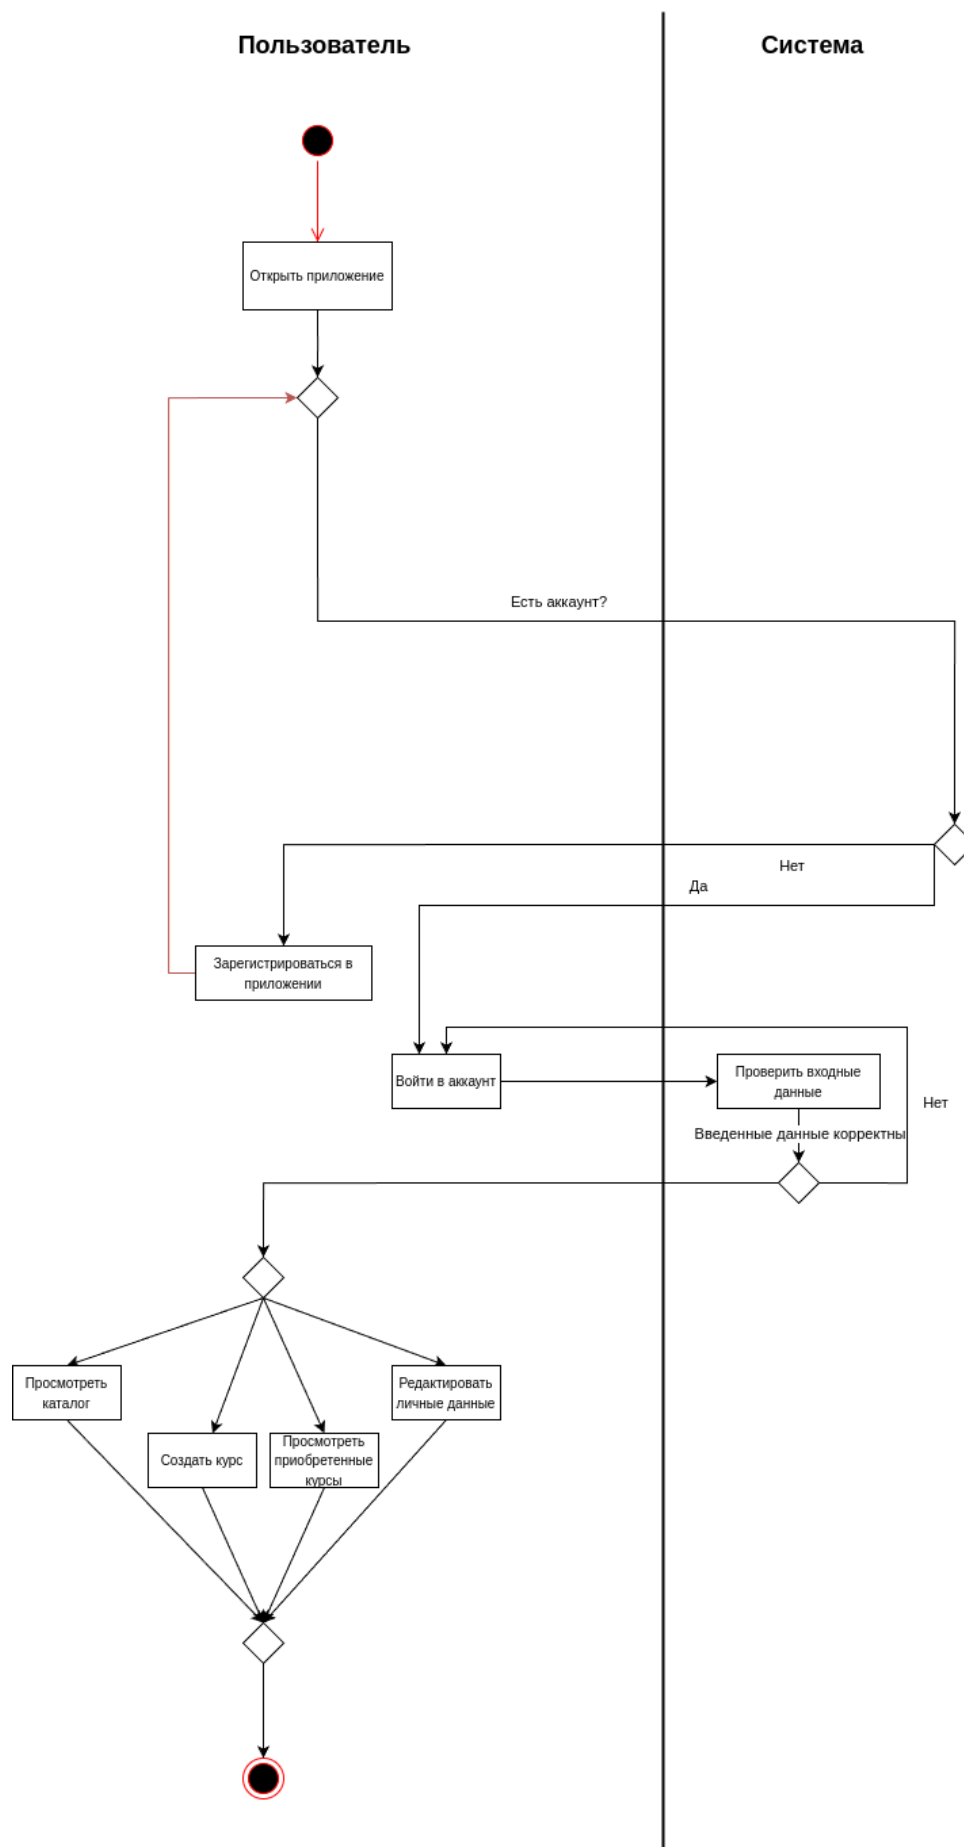 Пользователь
Система
Открыть приложение
Есть аккаунт?
Нет
Да
Зарегистрироваться в
приложении
Войти в аккаунт
Проверить входные
данные
Нет
Введенные данные корректны
Просмотреть
каталог
Редактировать
личные данные
Создать курс
Просмотреть
приобретенные
курсы